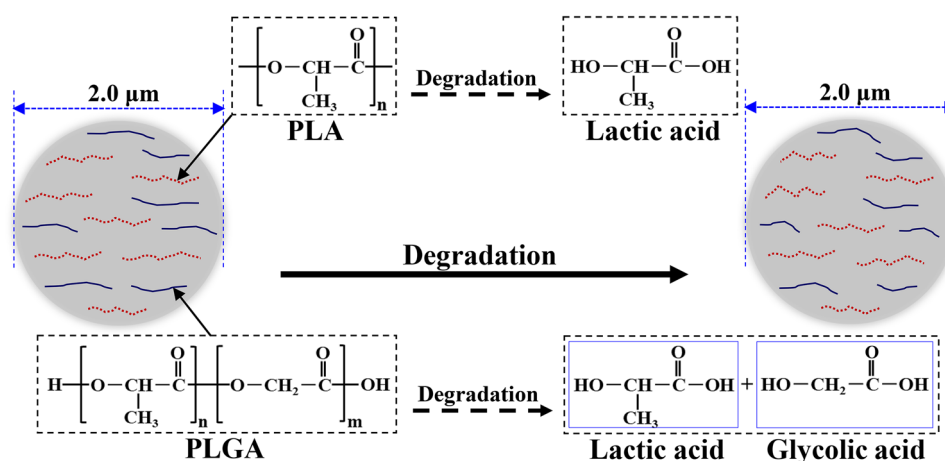 2.0 µm
O
O—CH—C
CH₃
n
PLA
Degradation
O
HO—CH—C—OH
CH₃
Lactic acid
2.0 µm
Degradation
O O
H O—CH—C O—CH₂—C OH
CH₃
n m
PLGA
Degradation
O O
HO—CH—C—OH + HO—CH₂—C—OH
CH₃
Lactic acid Glycolic acid